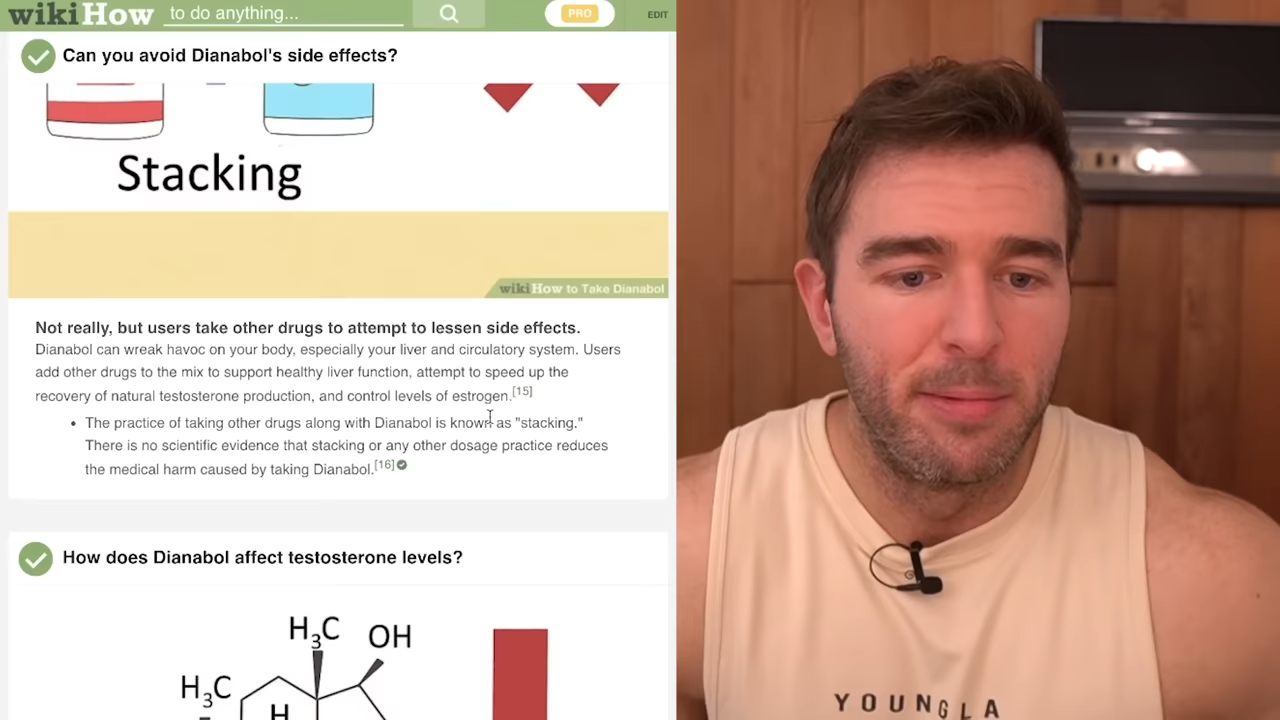 wikiHow to do anything... PRO EDIT
Can you avoid Dianabol's side effects?
Stacking
wikiHow to Take Dianabol
Not really, but users take other drugs to attempt to lessen side effects.
Dianabol can wreak havoc on your body, especially your liver and circulatory system. Users
add other drugs to the mix to support healthy liver function, attempt to speed up the
recovery of natural testosterone production, and control levels of estrogen.[15]
• The practice of taking other drugs along with Dianabol is known as "stacking."
There is no scientific evidence that stacking or any other dosage practice reduces
the medical harm caused by taking Dianabol.[16]
How does Dianabol affect testosterone levels?
H3C OH
H3C
H
YOUNGLA